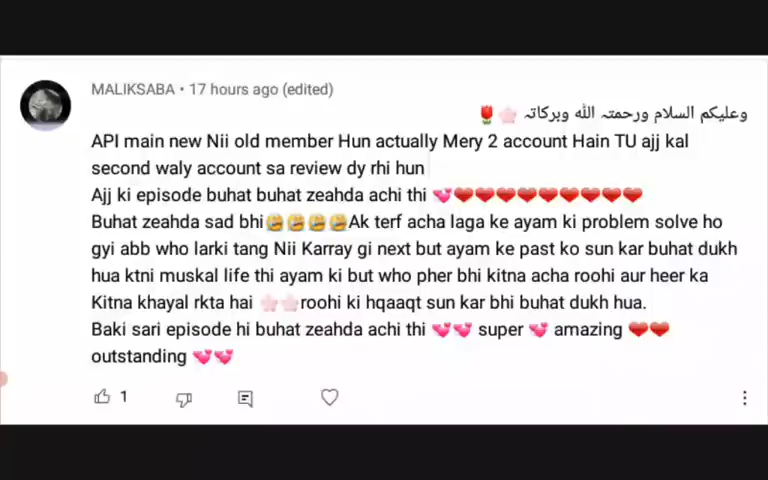 MALIKSABA • 17 hours ago (edited)
وعلیکم السلام ورحمتہ اللہ وبرکاتہ 🌸🌷
API main new Nii old member Hun actually Mery 2 account Hain TU ajj kal
second waly account sa review dy rhi hun
Ajj ki episode buhat buhat zeahda achi thi 💕❤❤❤❤❤❤❤❤❤
Buhat zeahda sad bhi🤣🤣🤣🤣Ak terf acha laga ke ayam ki problem solve ho
gyi abb who larki tang Nii Karray gi next but ayam ke past ko sun kar buhat dukh
hua ktni muskal life thi ayam ki but who pher bhi kitna acha roohi aur heer ka
Kitna khayal rkta hai 🌸🌸roohi ki hqaaqt sun kar bhi buhat dukh hua.
Baki sari episode hi buhat zeahda achi thi 💕💕 super 💕 amazing ❤❤
outstanding 💕💕
1